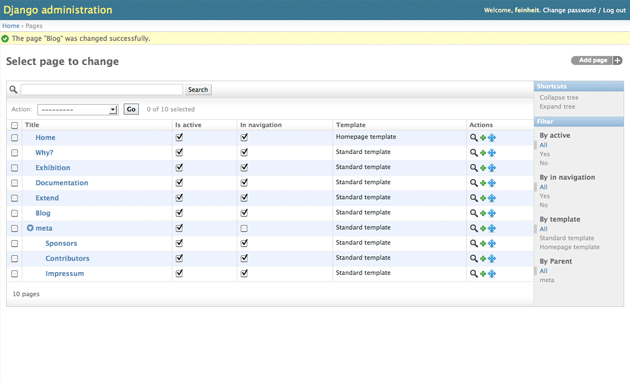 Django administration
Welcome, feinheit. Change password / Log out
Home › Pages
The page "Blog" was changed successfully.
Select page to change
Add page
Search
Action: --------- Go 0 of 10 selected
Title Is active In navigation Template Actions
Home Homepage template
Why? Standard template
Exhibition Standard template
Documentation Standard template
Extend Standard template
Blog Standard template
meta Standard template
Sponsors Standard template
Contributors Standard template
Impressum Standard template
10 pages
Shortcuts
Collapse tree
Expand tree
Filter
By active
All
Yes
No
By in navigation
All
Yes
No
By template
All
Standard template
Homepage template
By Parent
All
meta